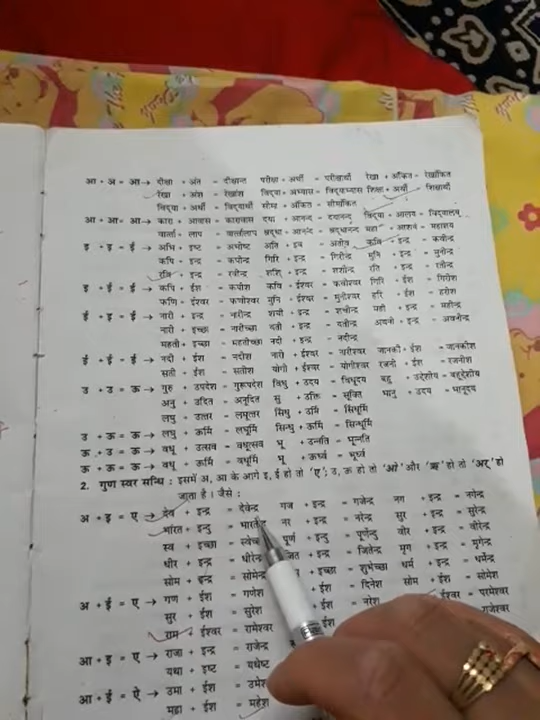 आ + अ = आ → दीक्षा + अंत = दीक्षान्त परीक्षा + अर्थी = परीक्षार्थी रेखा + अंकित = रेखांकित
रेखा + अंश = रेखांश विद्या + अभ्यास = विद्याभ्यास शिक्षा + अर्थी = शिक्षार्थी
विद्या + अर्थी = विद्यार्थी सीमा + अंकित = सीमांकित
आ + आ = आ → कारा + आवास = कारावास दया + आनन्द = दयानन्द विद्या + आलय = विद्यालय
वार्ता + लाप = वार्तालाप श्रद्धा + आनन्द = श्रद्धानन्द महा + आशय = महाशय
इ + इ = ई → अभि + इष्ट = अभीष्ट अति + इव = अतीव कवि + इन्द्र = कवीन्द्र
कपि + इन्द्र = कपीन्द्र गिरि + इन्द्र = गिरीन्द्र मुनि + इन्द्र = मुनीन्द्र
रवि + इन्द्र = रवीन्द्र शशि + इन्द्र = शशीन्द्र रति + इन्द्र = रतीन्द्र
इ + ई = ई → कपि + ईश = कपीश कवि + ईश्वर = कवीश्वर गिरि + ईश = गिरीश
फणि + ईश्वर = फणीश्वर मुनि + ईश्वर = मुनीश्वर हरि + ईश = हरीश
ई + इ = ई → नारी + इन्द्र = नारीन्द्र शची + इन्द्र = शचीन्द्र मही + इन्द्र = महीन्द्र
नारी + इच्छा = नारीच्छा यती + इन्द्र = यतीन्द्र अवनी + इन्द्र = अवनीन्द्र
महती + इच्छा = महतीच्छा नदी + इन्द्र = नदीन्द्र
ई + ई = ई → नदी + ईश = नदीश नारी + ईश्वर = नारीश्वर जानकी + ईश = जानकीश
सती + ईश = सतीश योगी + ईश्वर = योगीश्वर रजनी + ईश = रजनीश
उ + उ = ऊ → गुरु + उपदेश = गुरूपदेश विधु + उदय = विधूदय बहु + उद्देशीय = बहूद्देशीय
अनु + उदित = अनूदित सु + उक्ति = सूक्ति भानु + उदय = भानूदय
लघु + उत्तर = लघूत्तर सिंधु + ऊर्मि = सिंधूर्मि
उ + ऊ = ऊ → लघु + ऊर्मि = लघूर्मि सिन्धु + ऊर्मि = सिन्धूर्मि
ऊ + उ = ऊ → वधू + उत्सव = वधूत्सव भू + उन्नति = भून्नति
ऊ + ऊ = ऊ → वधू + ऊर्मि = वधूर्मि भू + ऊर्ध्व = भूर्ध्व
2. गुण स्वर सन्धि : इसमें अ, आ के आगे इ, ई हो तो 'ए'; उ, ऊ हो तो 'ओ' और 'ऋ' हो तो 'अर्' हो
जाता है। जैसे :
अ + इ = ए → देव + इन्द्र = देवेन्द्र गज + इन्द्र = गजेन्द्र नग + इन्द्र = नगेन्द्र
भारत + इन्दु = नर + इन्द्र = नरेन्द्र सुर + इन्द्र = सुरेन्द्र
स्व + इच्छा = पूर्ण + इन्दु = पूर्णेन्दु वीर + इन्द्र = वीरेन्द्र
धीर + इन्द्र = + इन्द्र = जितेन्द्र मृग + इन्द्र = मृगेन्द्र
सोम + इन्द्र = + इच्छा = शुभेच्छा धर्म + इन्द्र = धर्मेन्द्र
अ + ई = ए → गण + ईश = गणेश + ईश = दिनेश सोम + ईश = सोमेश
सुर + ईश = सुरेश + ईश = नरेश + ईश्वर = परमेश्वर
राम + ईश्वर = रामेश्वर + ईश
आ + इ = ए → राजा + इन्द्र = राजेन्द्र
यथा + इष्ट = यथेष्ट
आ + ई = ऐ → उमा + ईश = उमेश
महा + ईश = महेश